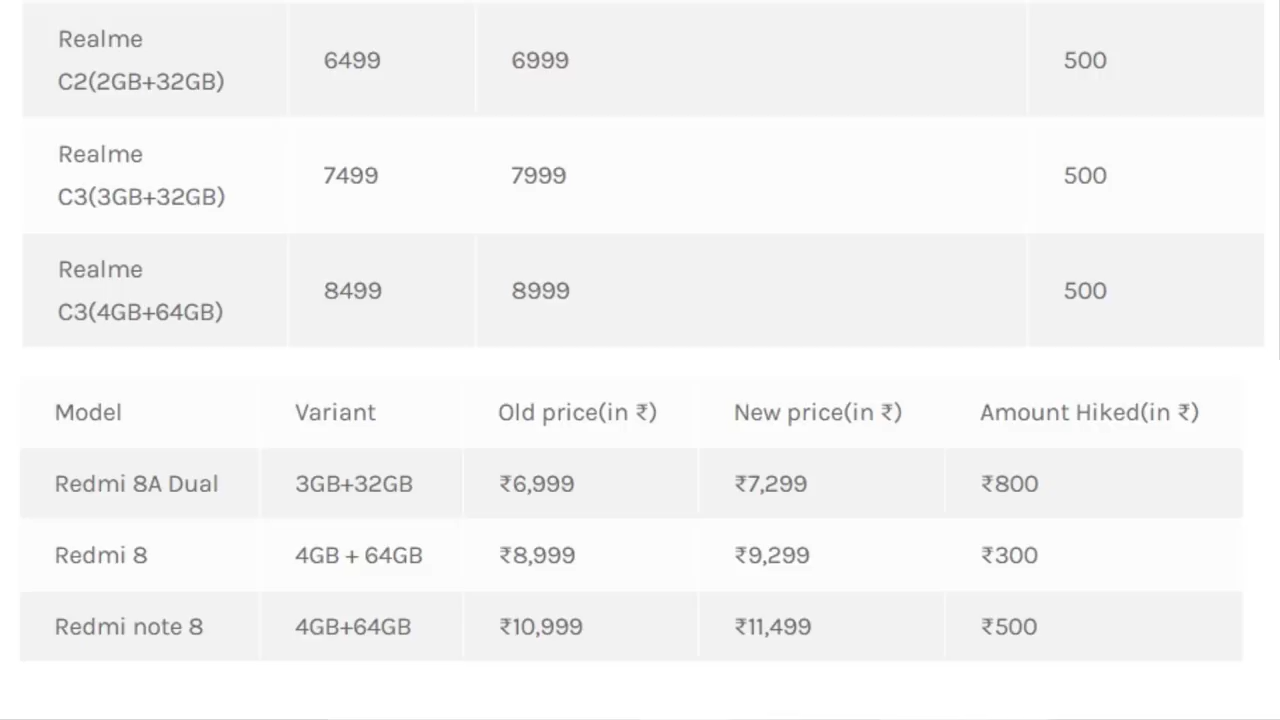 Realme
C2(2GB+32GB) 6499 6999 500
Realme
C3(3GB+32GB) 7499 7999 500
Realme
C3(4GB+64GB) 8499 8999 500
Model Variant Old price(in ₹) New price(in ₹) Amount Hiked(in ₹)
Redmi 8A Dual 3GB+32GB ₹6,999 ₹7,299 ₹800
Redmi 8 4GB + 64GB ₹8,999 ₹9,299 ₹300
Redmi note 8 4GB+64GB ₹10,999 ₹11,499 ₹500